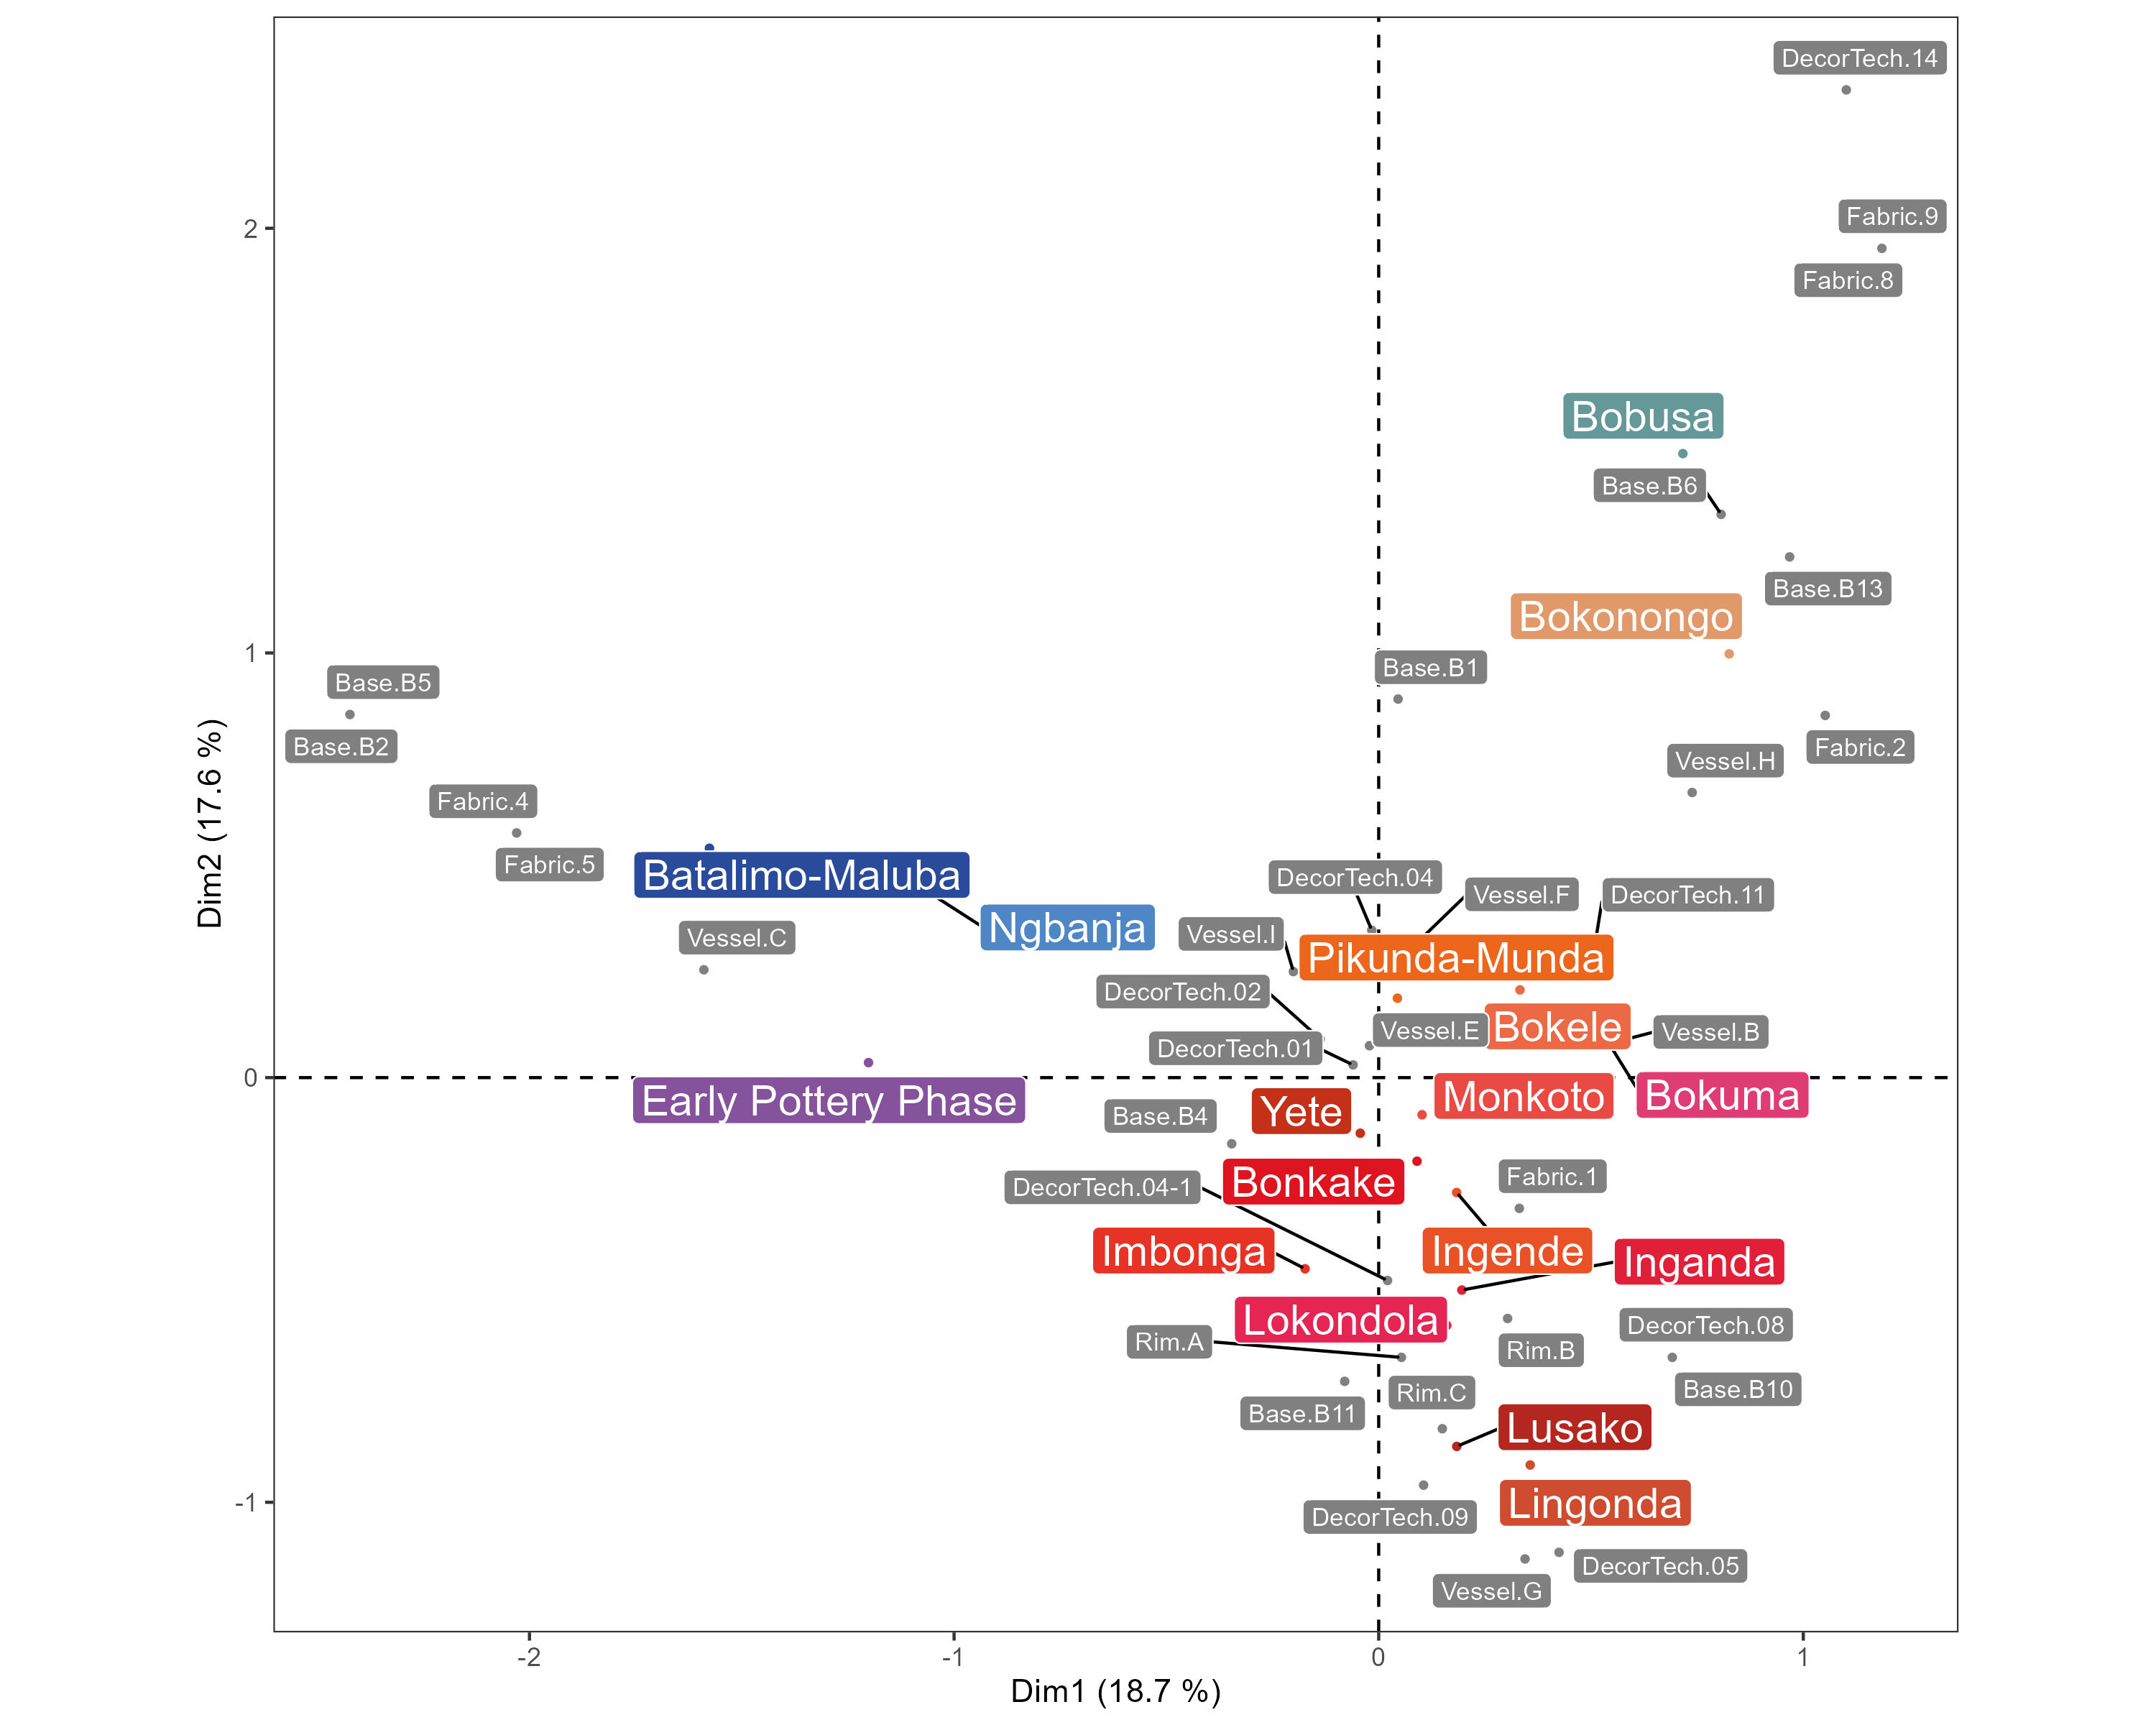 DecorTech.14
2
Fabric.9
Fabric.8
Bobusa
Base.B6
Base.B13
Bokonongo
1
Base.B1
Base.B5
Base.B2
Fabric.2
Vessel.H
Fabric.4
Fabric.5
Batalimo-Maluba
DecorTech.04
Vessel.F
DecorTech.11
Ngbanja
Vessel.C
Vessel.I
Pikunda-Munda
DecorTech.02
Vessel.E
Bokele
Vessel.B
DecorTech.01
0
Early Pottery Phase
Monkoto
Bokuma
Base.B4
Yete
DecorTech.04-1
Bonkake
Fabric.1
Imbonga
Ingende
Inganda
Lokondola
DecorTech.08
Rim.A
Rim.B
Rim.C
Base.B10
Base.B11
Lusako
-1
Lingonda
DecorTech.09
DecorTech.05
Vessel.G
-2
-1
0
1
Dim1 (18.7 %)
Dim2 (17.6 %)